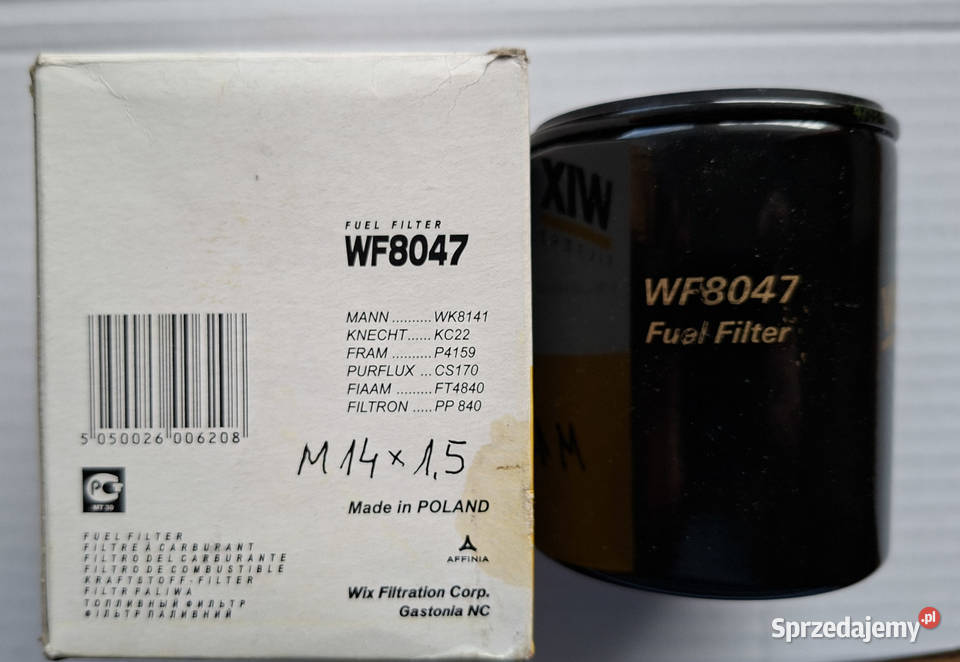 FUEL FILTER
WF8047
MANN ..........WK8141
KNECHT......KC22
FRAM ..........P4159
PURFLUX ...CS170
FIAAM .........FT4840
FILTRON .....PP 840
5 050026 006208
M14×1,5
Made in POLAND
AFFINIA
Wix Filtration Corp.
Gastonia NC
FUEL FILTER
FILTRE À CARBURANT
FILTRO DEL CARBURANTE
FILTRO DE COMBUSTIBLE
KRAFTSTOFF-FILTER
FILTR PALIWA
ТОПЛИВНЫЙ ФИЛЬТР
ФІЛЬТР ПАЛИВНИЙ
WIX
WF8047
Fuel Filter
Sprzedajemy.pl